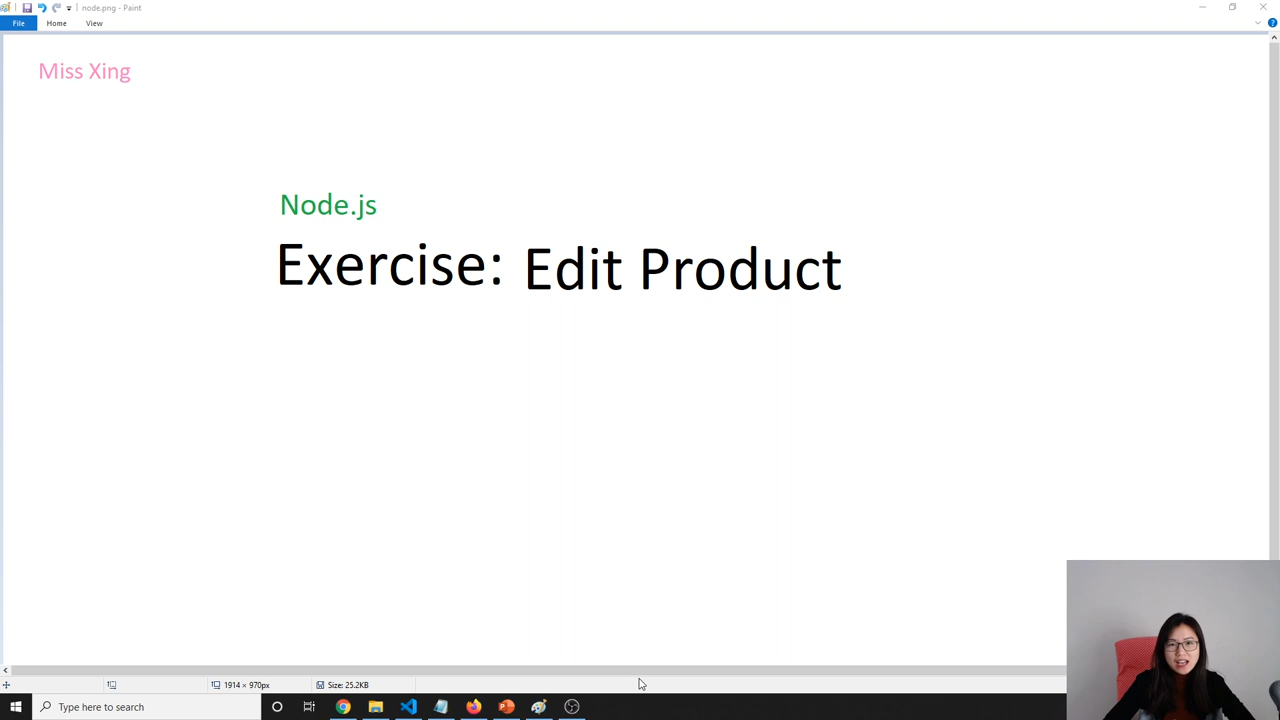 node.png - Paint
File Home View
Miss Xing
Node.js
Exercise: Edit Product
1914 × 970px Size: 25.2KB
Type here to search